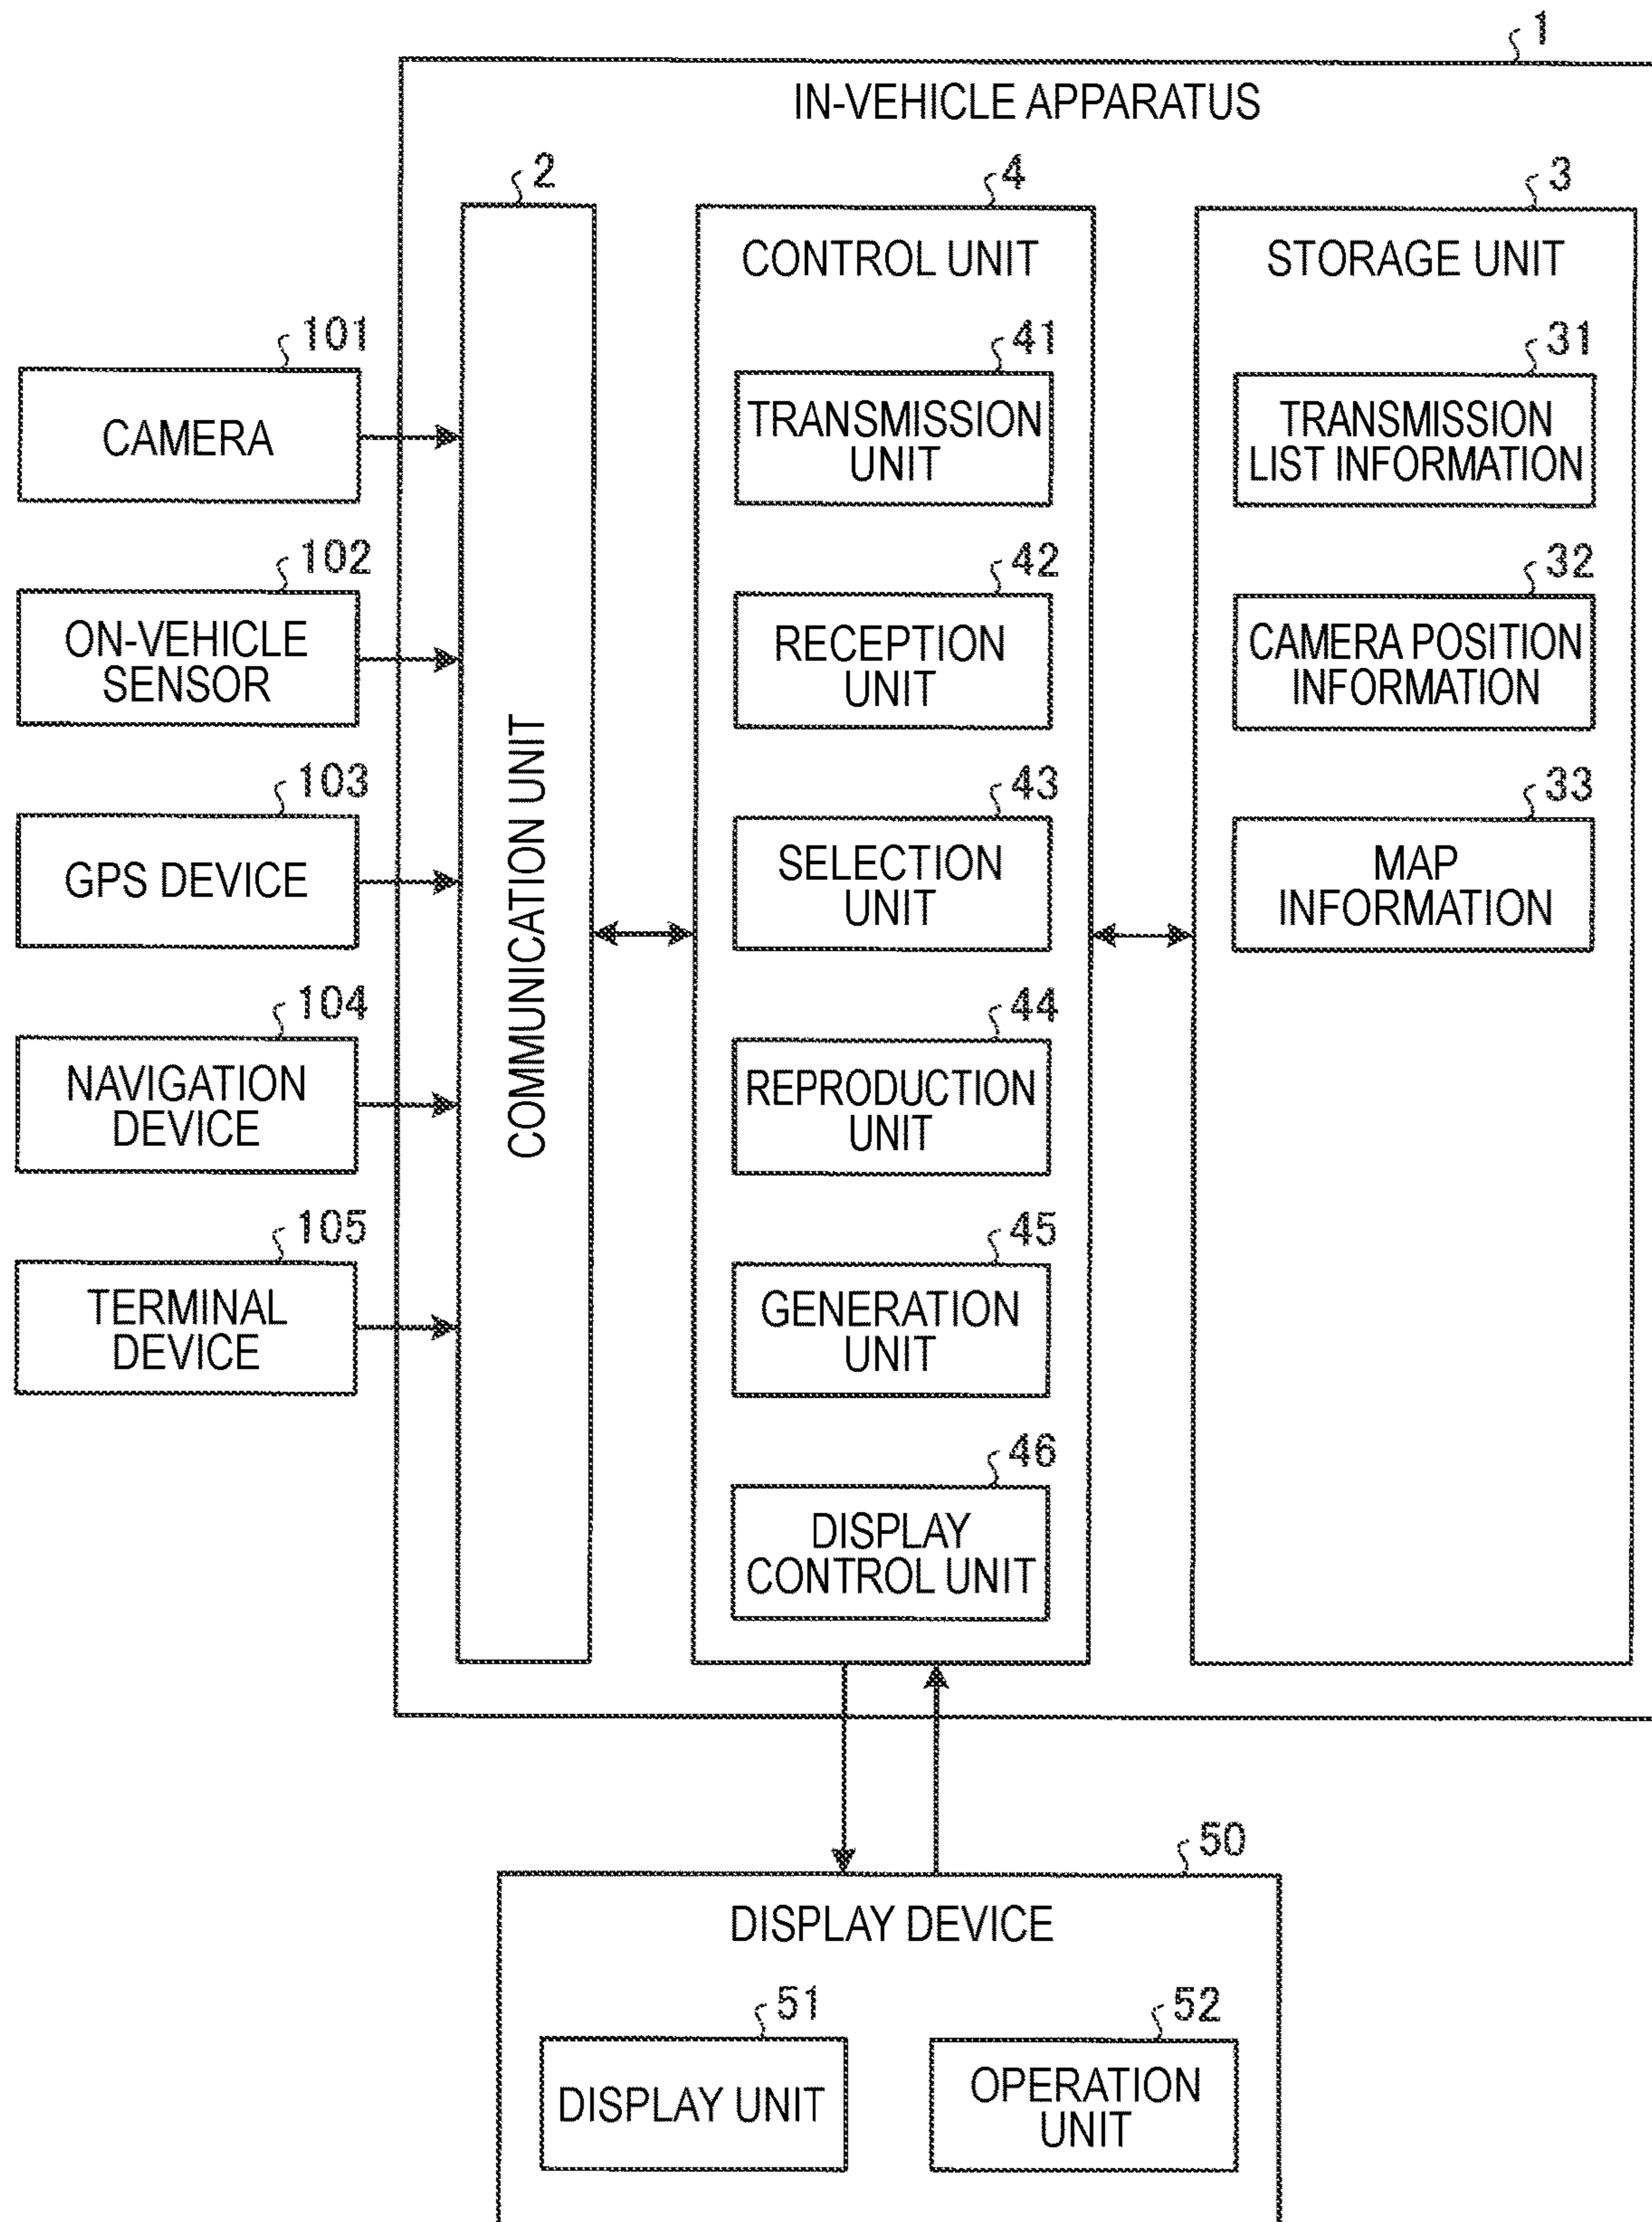 1
IN-VEHICLE APPARATUS
2
4
3
CONTROL UNIT
STORAGE UNIT
101
CAMERA
41
TRANSMISSION
UNIT
31
TRANSMISSION
LIST INFORMATION
102
ON-VEHICLE
SENSOR
42
RECEPTION
UNIT
32
CAMERA POSITION
INFORMATION
COMMUNICATION UNIT
103
GPS DEVICE
43
SELECTION
UNIT
33
MAP
INFORMATION
104
NAVIGATION
DEVICE
44
REPRODUCTION
UNIT
105
TERMINAL
DEVICE
45
GENERATION
UNIT
46
DISPLAY
CONTROL UNIT
50
DISPLAY DEVICE
51
DISPLAY UNIT
52
OPERATION
UNIT